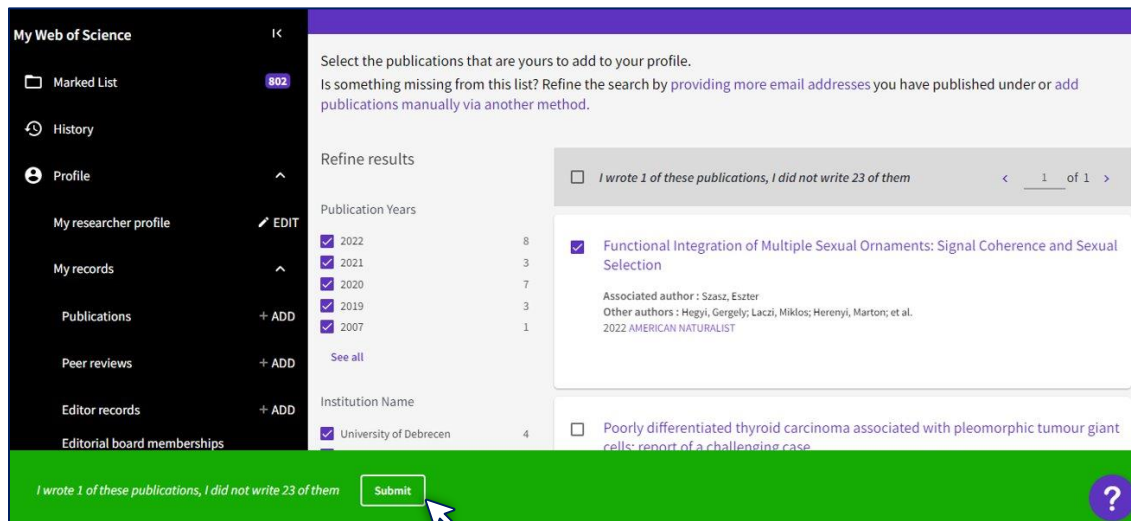 My Web of Science
Marked List 802
History
Profile
My researcher profile EDIT
My records
Publications + ADD
Peer reviews + ADD
Editor records + ADD
Editorial board memberships
Select the publications that are yours to add to your profile.
Is something missing from this list? Refine the search by providing more email addresses you have published under or add
publications manually via another method.
Refine results
Publication Years
2022 8
2021 3
2020 7
2019 3
2007 1
See all
Institution Name
University of Debrecen 4
I wrote 1 of these publications, I did not write 23 of them < 1 of 1 >
Functional Integration of Multiple Sexual Ornaments: Signal Coherence and Sexual
Selection
Associated author : Szasz, Eszter
Other authors : Hegyi, Gergely; Laczi, Miklos; Herenyi, Marton; et al.
2022 AMERICAN NATURALIST
Poorly differentiated thyroid carcinoma associated with pleomorphic tumour giant
cells: report of a challenging case
I wrote 1 of these publications, I did not write 23 of them Submit
?